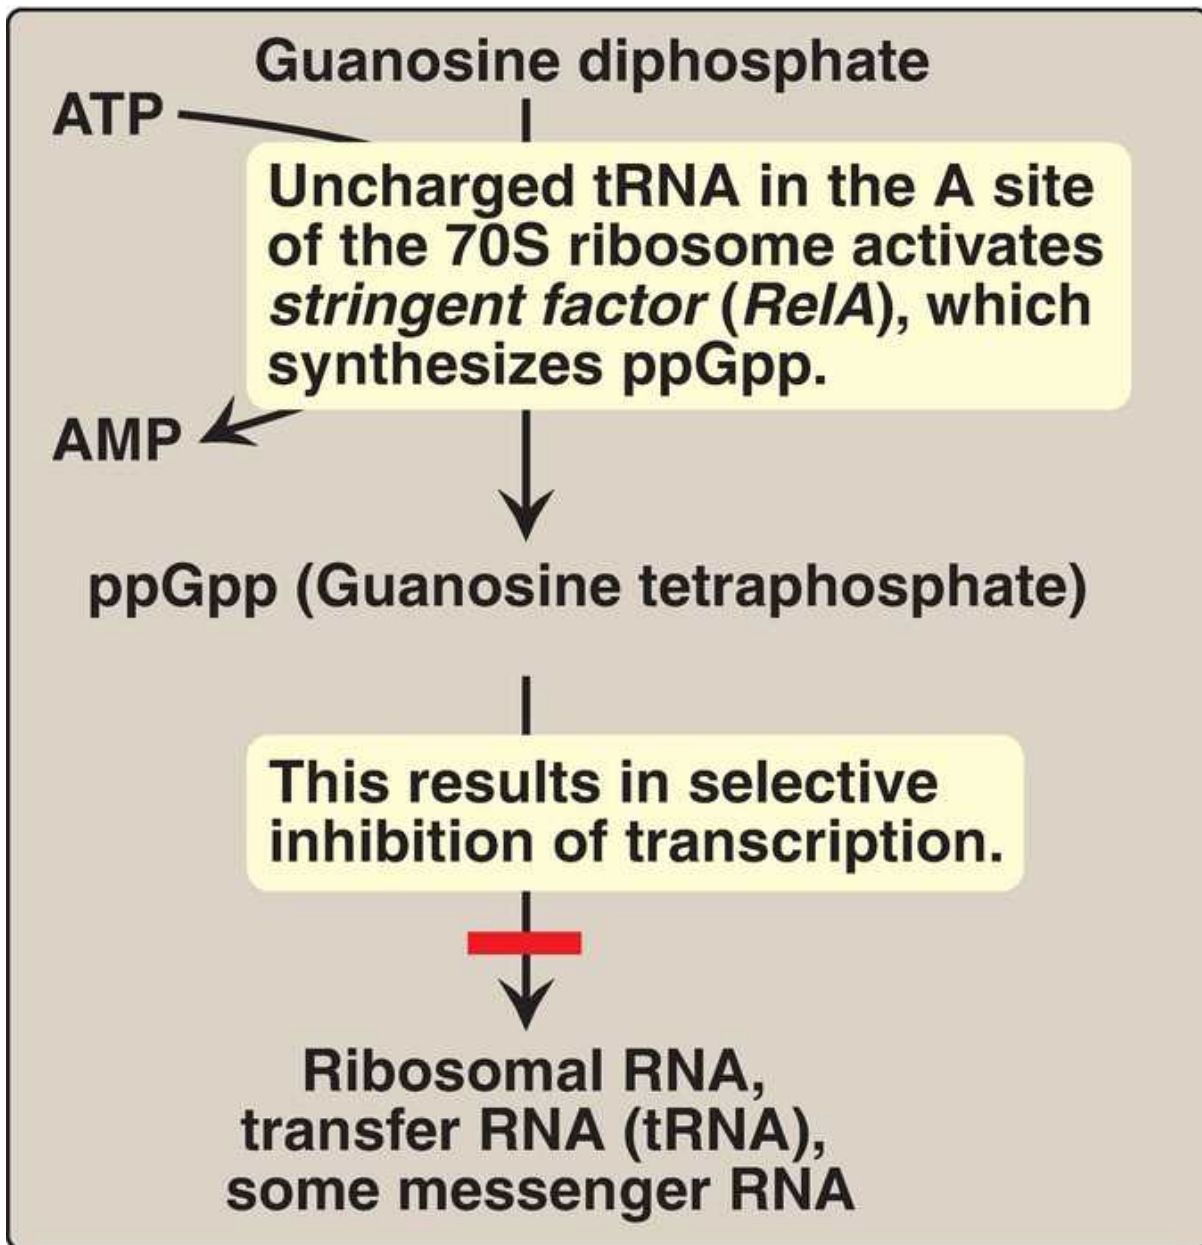 Guanosine diphosphate
ATP
Uncharged tRNA in the A site
of the 70S ribosome activates
stringent factor (RelA), which
synthesizes ppGpp.
AMP
ppGpp (Guanosine tetraphosphate)
This results in selective
inhibition of transcription.
Ribosomal RNA,
transfer RNA (tRNA),
some messenger RNA